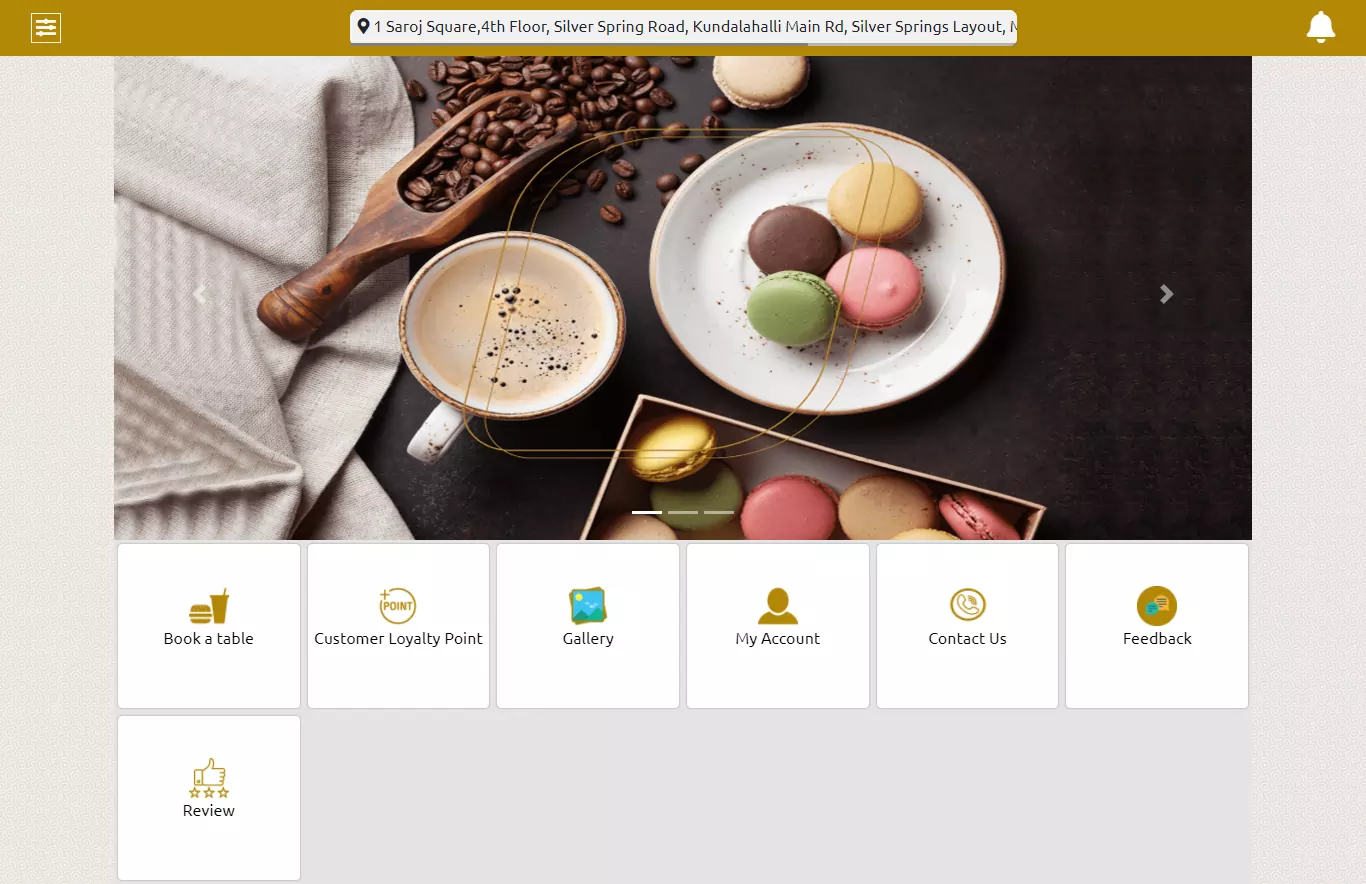 1 Saroj Square,4th Floor, Silver Spring Road, Kundalahalli Main Rd, Silver Springs Layout,
Book a table
POINT
Customer Loyalty Point
Gallery
My Account
Contact Us
Feedback
Review